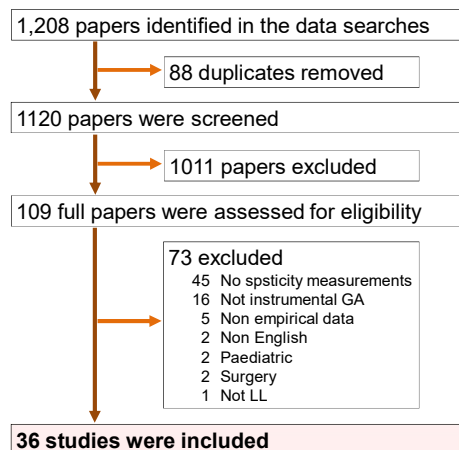 1,208 papers identified in the data searches
88 duplicates removed
1120 papers were screened
1011 papers excluded
109 full papers were assessed for eligibility
73 excluded
45 No spsticity measurements
16 Not instrumental GA
5 Non empirical data
2 Non English
2 Paediatric
2 Surgery
1 Not LL
36 studies were included